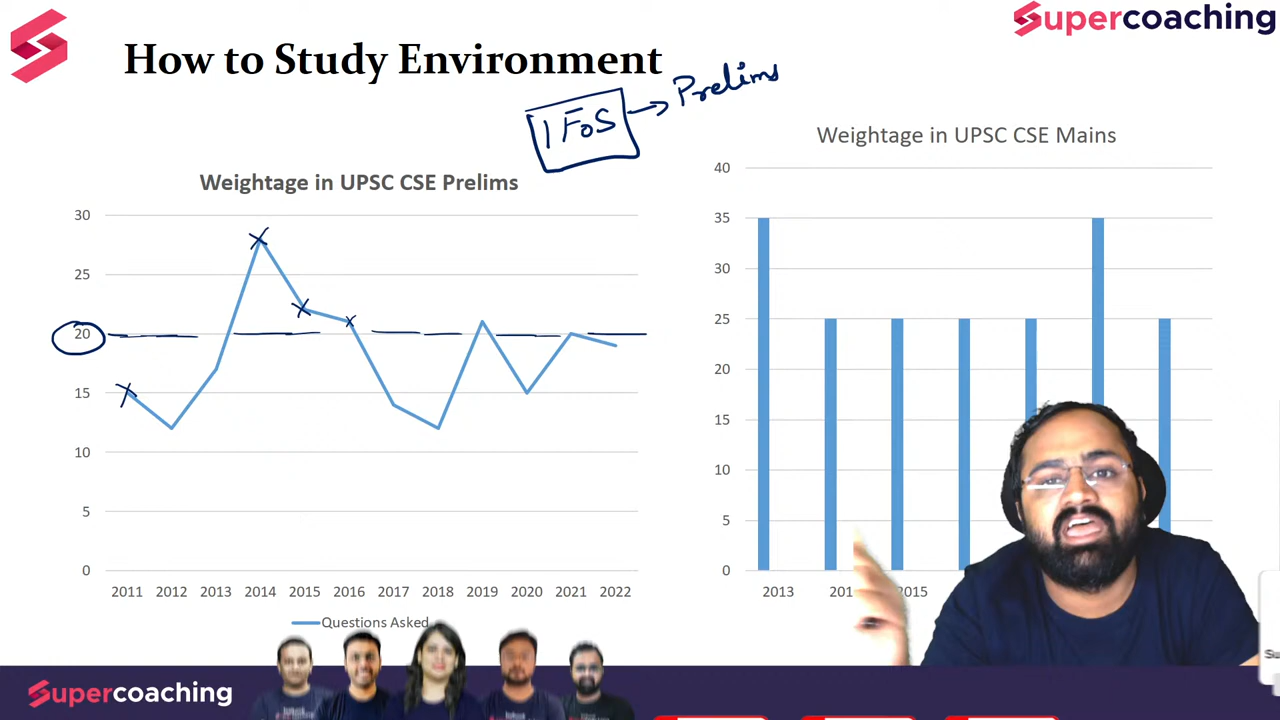 Supercoaching
How to Study Environment
IFoS → Prelims
Weightage in UPSC CSE Prelims
30
25
20
15
10
5
0
2011 2012 2013 2014 2015 2016 2017 2018 2019 2020 2021 2022
Questions Asked
Weightage in UPSC CSE Mains
40
35
30
25
20
15
10
5
0
2013 2015
Supercoaching